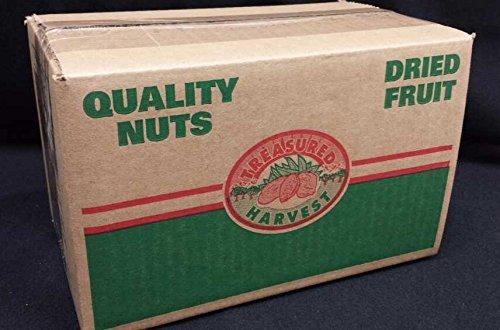 QUALITY
NUTS
DRIED
FRUIT
TREASURED
HARVEST